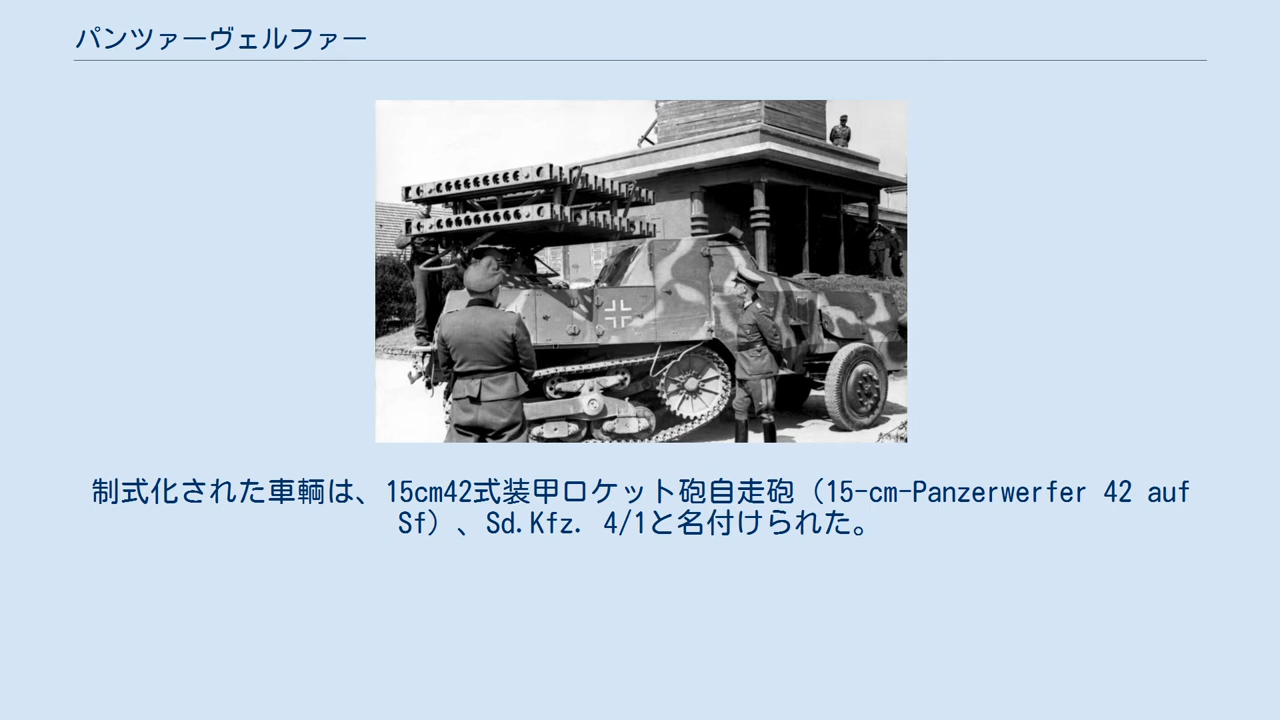 パンツァーヴェルファー
制式化された車輌は、15cm42式装甲ロケット砲自走砲（15-cm-Panzerwerfer 42 auf
Sf）、Sd.Kfz. 4/1と名付けられた。